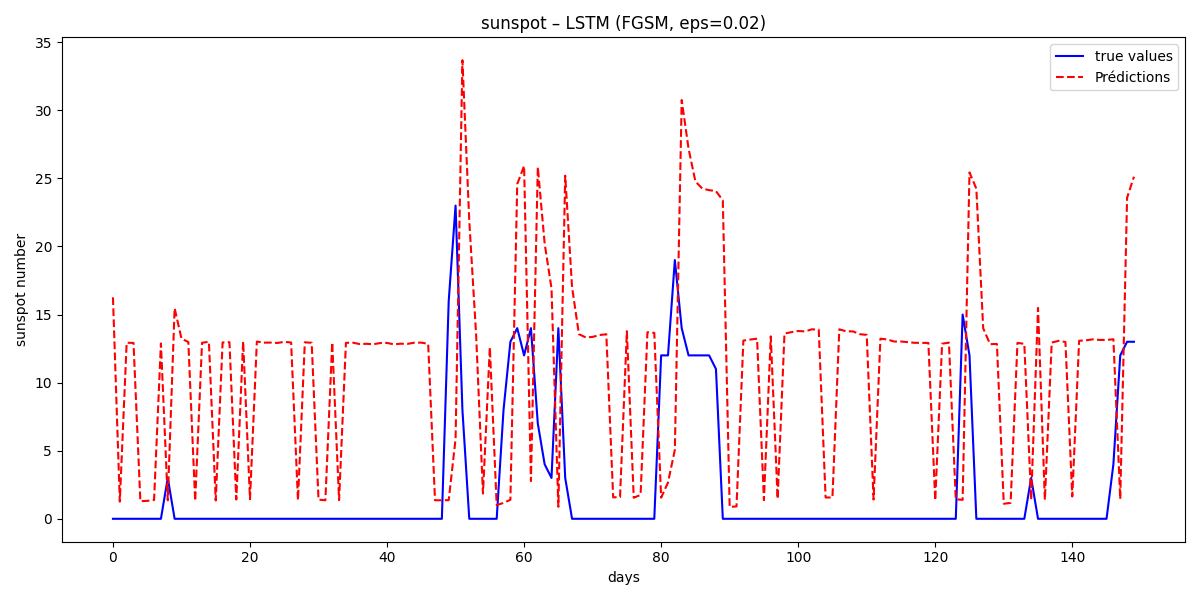 sunspot – LSTM (FGSM, eps=0.02)
true values
Prédictions
sunspot number
35
30
25
20
15
10
5
0
0 20 40 60 80 100 120 140
days